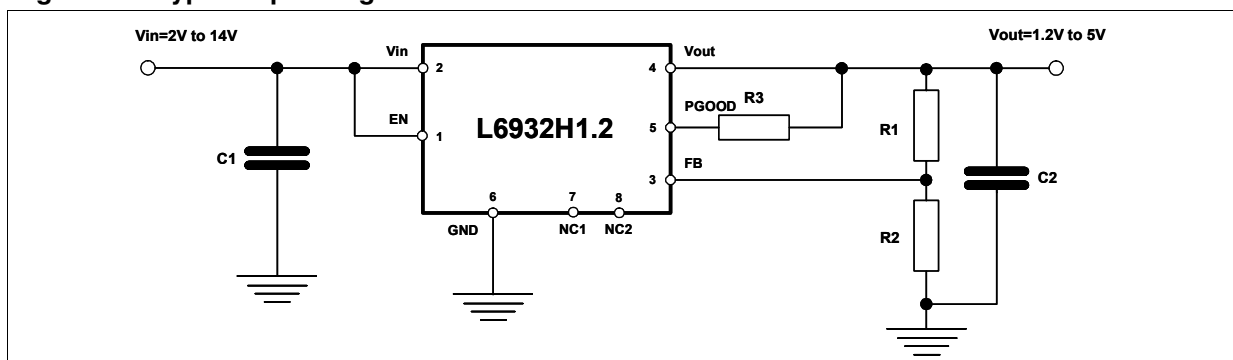 Vin=2V to 14V
Vout=1.2V to 5V
Vin
Vout
2
4
PGOOD
R3
EN
L6932H1.2
5
R1
1
C1
FB
3
C2
6
7
8
GND
NC1
NC2
R2